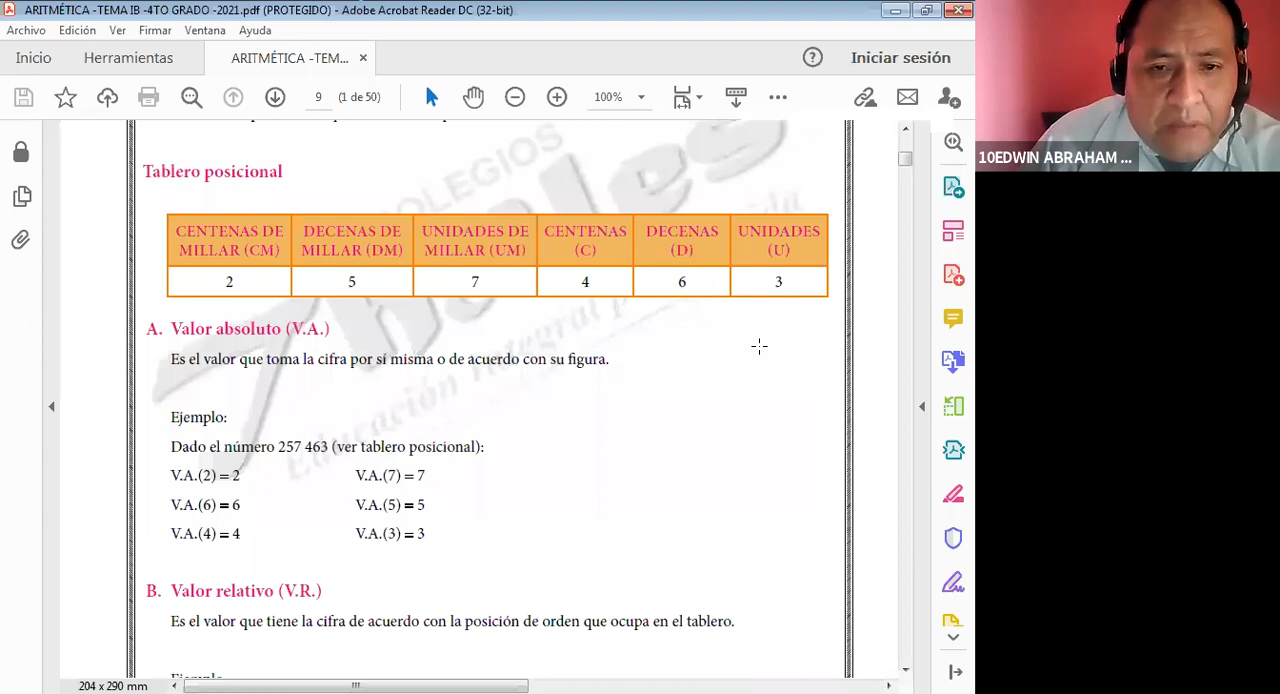 ARITMÉTICA -TEMA IB -4TO GRADO -2021.pdf (PROTEGIDO) - Adobe Acrobat Reader DC (32-bit)
Archivo Edición Ver Firmar Ventana Ayuda
Inicio Herramientas ARITMÉTICA -TEM... × Iniciar sesión
9 (1 de 50) 100%
10EDWIN ABRAHAM ...
COLEGIOS
7hales
Educación integral
Tablero posicional
CENTENAS DE MILLAR (CM) DECENAS DE MILLAR (DM) UNIDADES DE MILLAR (UM) CENTENAS (C) DECENAS (D) UNIDADES (U)
2 5 7 4 6 3
A. Valor absoluto (V.A.)
Es el valor que toma la cifra por sí misma o de acuerdo con su figura.
Ejemplo:
Dado el número 257 463 (ver tablero posicional):
V.A.(2) = 2 V.A.(7) = 7
V.A.(6) = 6 V.A.(5) = 5
V.A.(4) = 4 V.A.(3) = 3
B. Valor relativo (V.R.)
Es el valor que tiene la cifra de acuerdo con la posición de orden que ocupa en el tablero.
204 x 290 mm